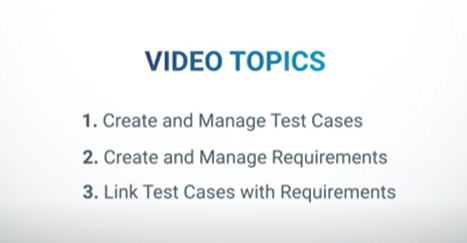 VIDEO TOPICS
1. Create and Manage Test Cases
2. Create and Manage Requirements
3. Link Test Cases with Requirements